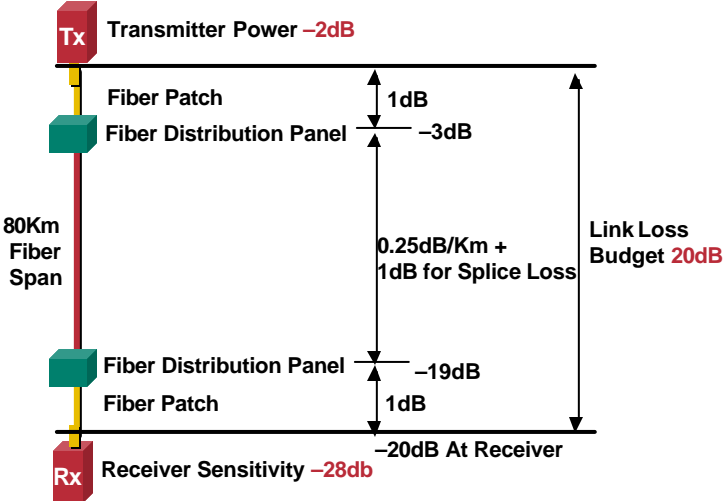 Tx
Transmitter Power –2dB
Fiber Patch
1dB
Fiber Distribution Panel
–3dB
80Km
Fiber
Span
0.25dB/Km +
1dB for Splice Loss
Link Loss
Budget 20dB
Fiber Distribution Panel
–19dB
Fiber Patch
1dB
–20dB At Receiver
Rx
Receiver Sensitivity –28db